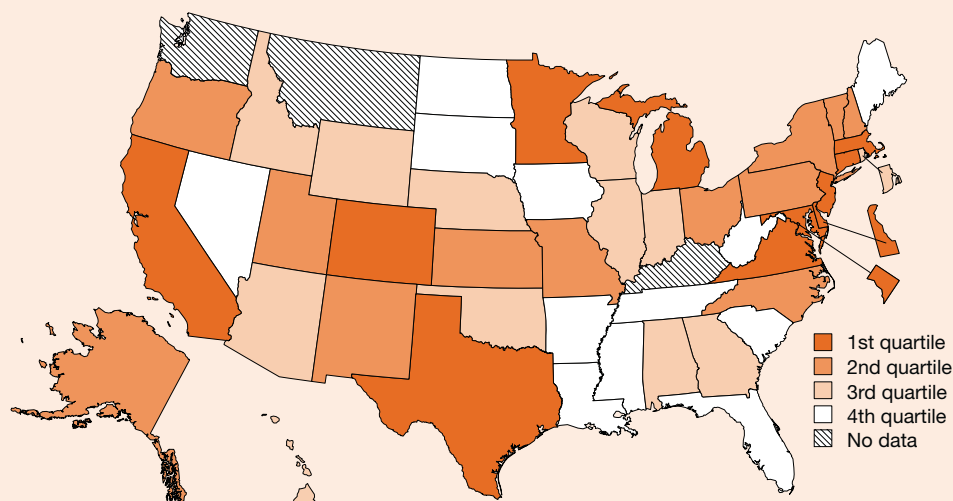 1st quartile
2nd quartile
3rd quartile
4th quartile
No data